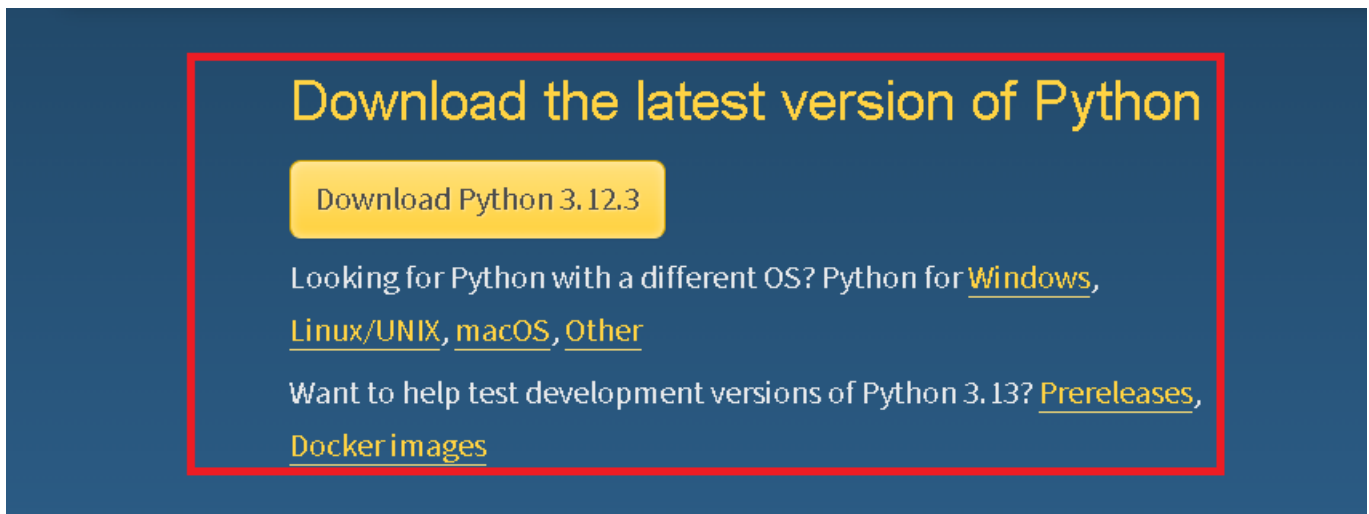 Download the latest version of Python
Download Python 3.12.3
Looking for Python with a different OS? Python for Windows,
Linux/UNIX, macOS, Other
Want to help test development versions of Python 3.13? Prereleases,
Docker images